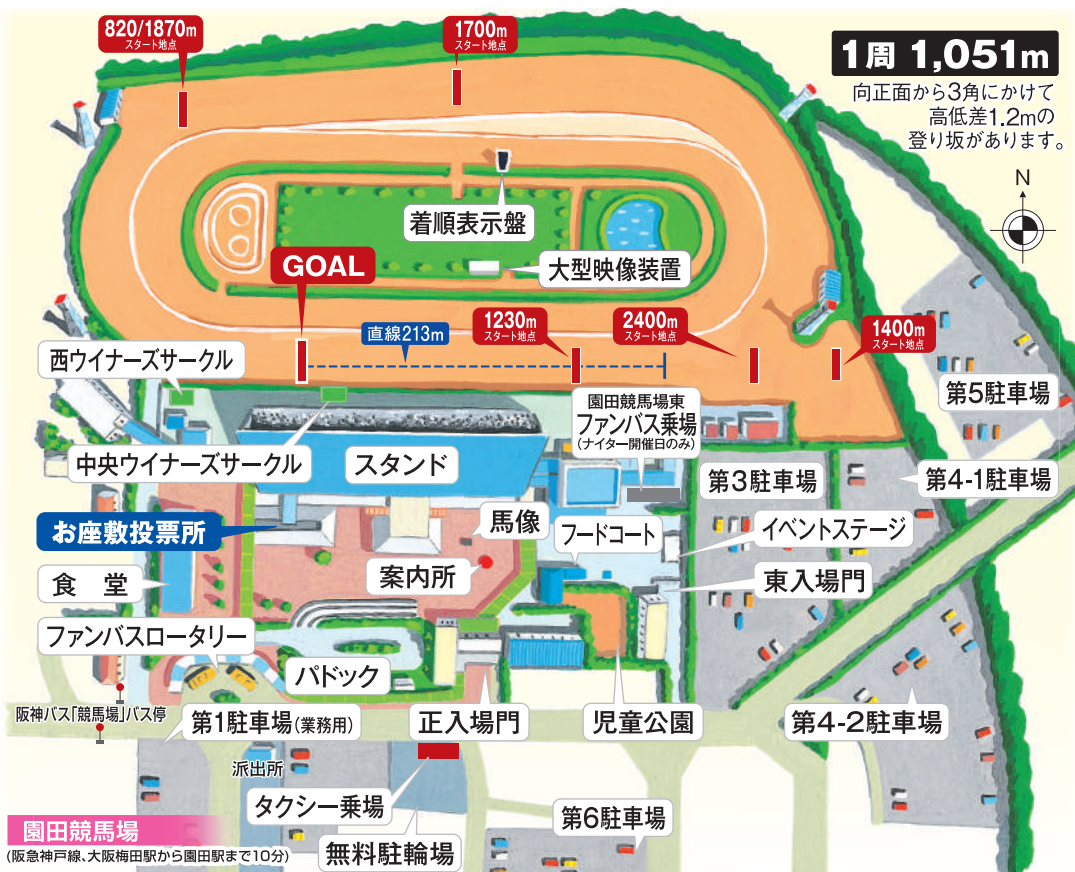 820/1870m
スタート地点
1700m
スタート地点
1周 1,051m
向正面から3角にかけて
高低差1.2mの
登り坂があります。
N
着順表示盤
大型映像装置
GOAL
直線213m
1230m
スタート地点
2400m
スタート地点
1400m
スタート地点
西ウイナーズサークル
中央ウイナーズサークル
スタンド
園田競馬場東
ファンバス乗場
(ナイター開催日のみ)
第5駐車場
第3駐車場
第4-1駐車場
お座敷投票所
馬像
フードコート
イベントステージ
食堂
案内所
東入場門
ファンバスロータリー
パドック
阪神バス「競馬場」バス停
第1駐車場(業務用)
正入場門
児童公園
第4-2駐車場
派出所
タクシー乗場
第6駐車場
無料駐輪場
園田競馬場
(阪急神戸線、大阪梅田駅から園田駅まで10分)